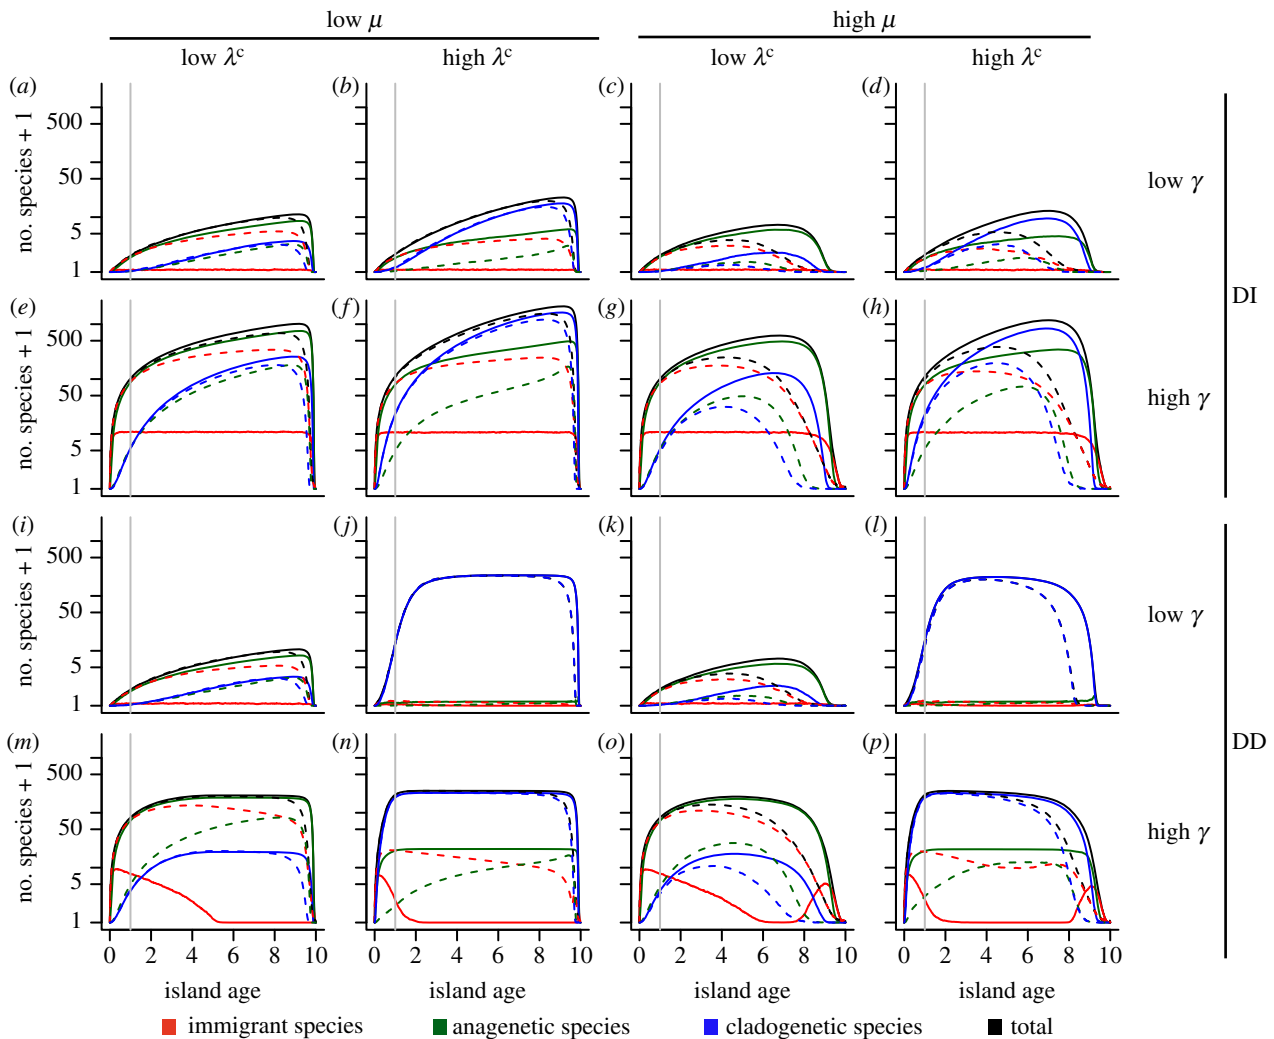 low μ high μ
low λc high λc low λc high λc
(a) (b) (c) (d)
no. species + 1
500
50
5
1
low γ
DI
(e) (f) (g) (h)
no. species + 1
500
50
5
1
high γ
(i) (j) (k) (l)
no. species + 1
500
50
5
1
low γ
DD
(m) (n) (o) (p)
no. species + 1
500
50
5
1
high γ
0 2 4 6 8 10 0 2 4 6 8 10 0 2 4 6 8 10 0 2 4 6 8 10
island age island age island age island age
immigrant species anagenetic species cladogenetic species total